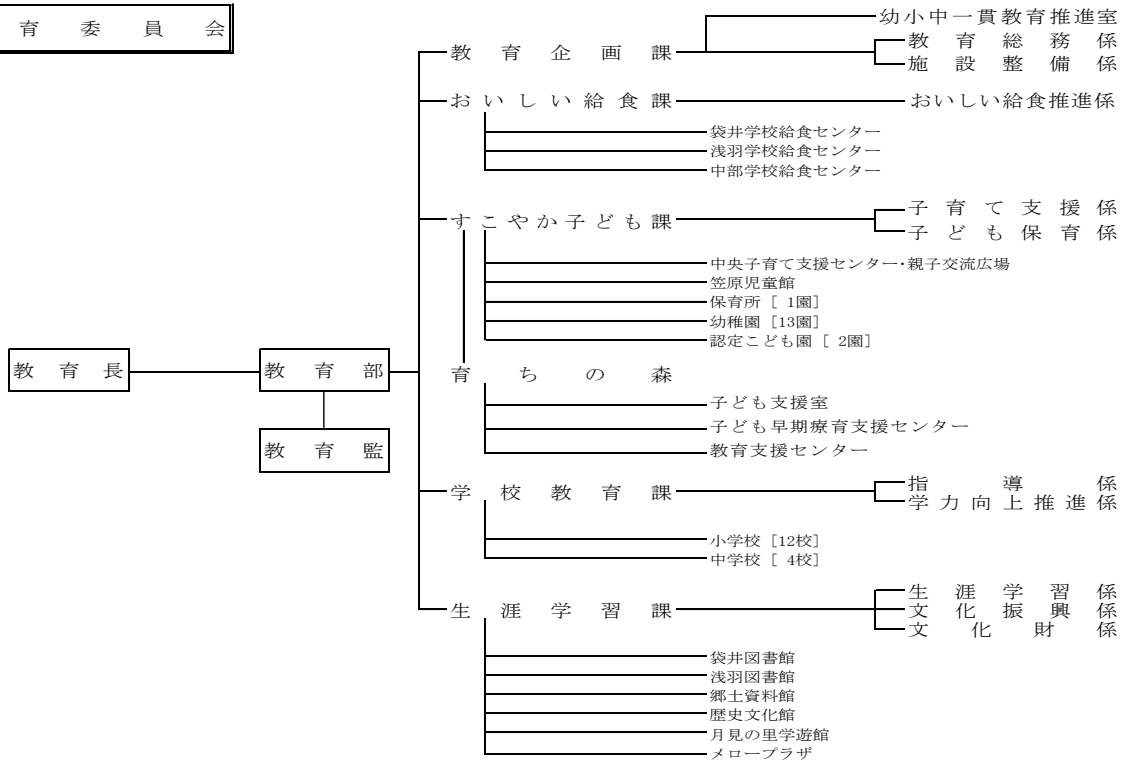 育委員会
幼小中一貫教育推進室
教育企画課
教育総務係
施設整備係
おいしい給食課
おいしい給食推進係
袋井学校給食センター
浅羽学校給食センター
中部学校給食センター
すこやか子ども課
子育て支援係
子ども保育係
中央子育て支援センター・親子交流広場
笠原児童館
保育所 [ 1園]
幼稚園 [13園]
認定こども園 [ 2園]
教育長
教育部
教育監
育ちの森
子ども支援室
子ども早期療育支援センター
教育支援センター
学校教育課
指導係
学力向上推進係
小学校 [12校]
中学校 [ 4校]
生涯学習課
生涯学習係
文化振興係
文化財係
袋井図書館
浅羽図書館
郷土資料館
歴史文化館
月見の里学遊館
メロープラザ